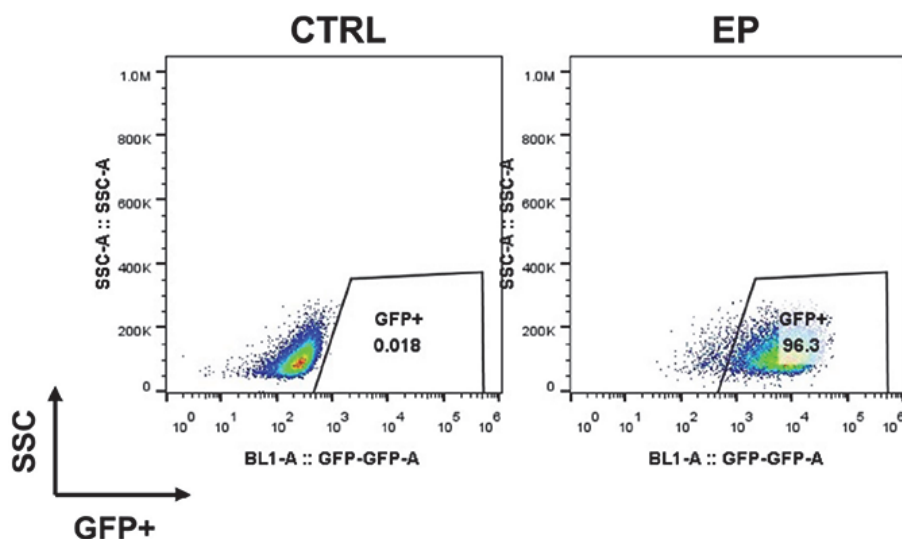 CTRL
EP
1.0M
800K
600K
400K
200K
0
SSC-A :: SSC-A
GFP+
0.018
10^0 10^1 10^2 10^3 10^4 10^5 10^6
BL1-A :: GFP-GFP-A
1.0M
800K
600K
400K
200K
0
SSC-A :: SSC-A
GFP+
96.3
10^0 10^1 10^2 10^3 10^4 10^5 10^6
BL1-A :: GFP-GFP-A
SSC
GFP+